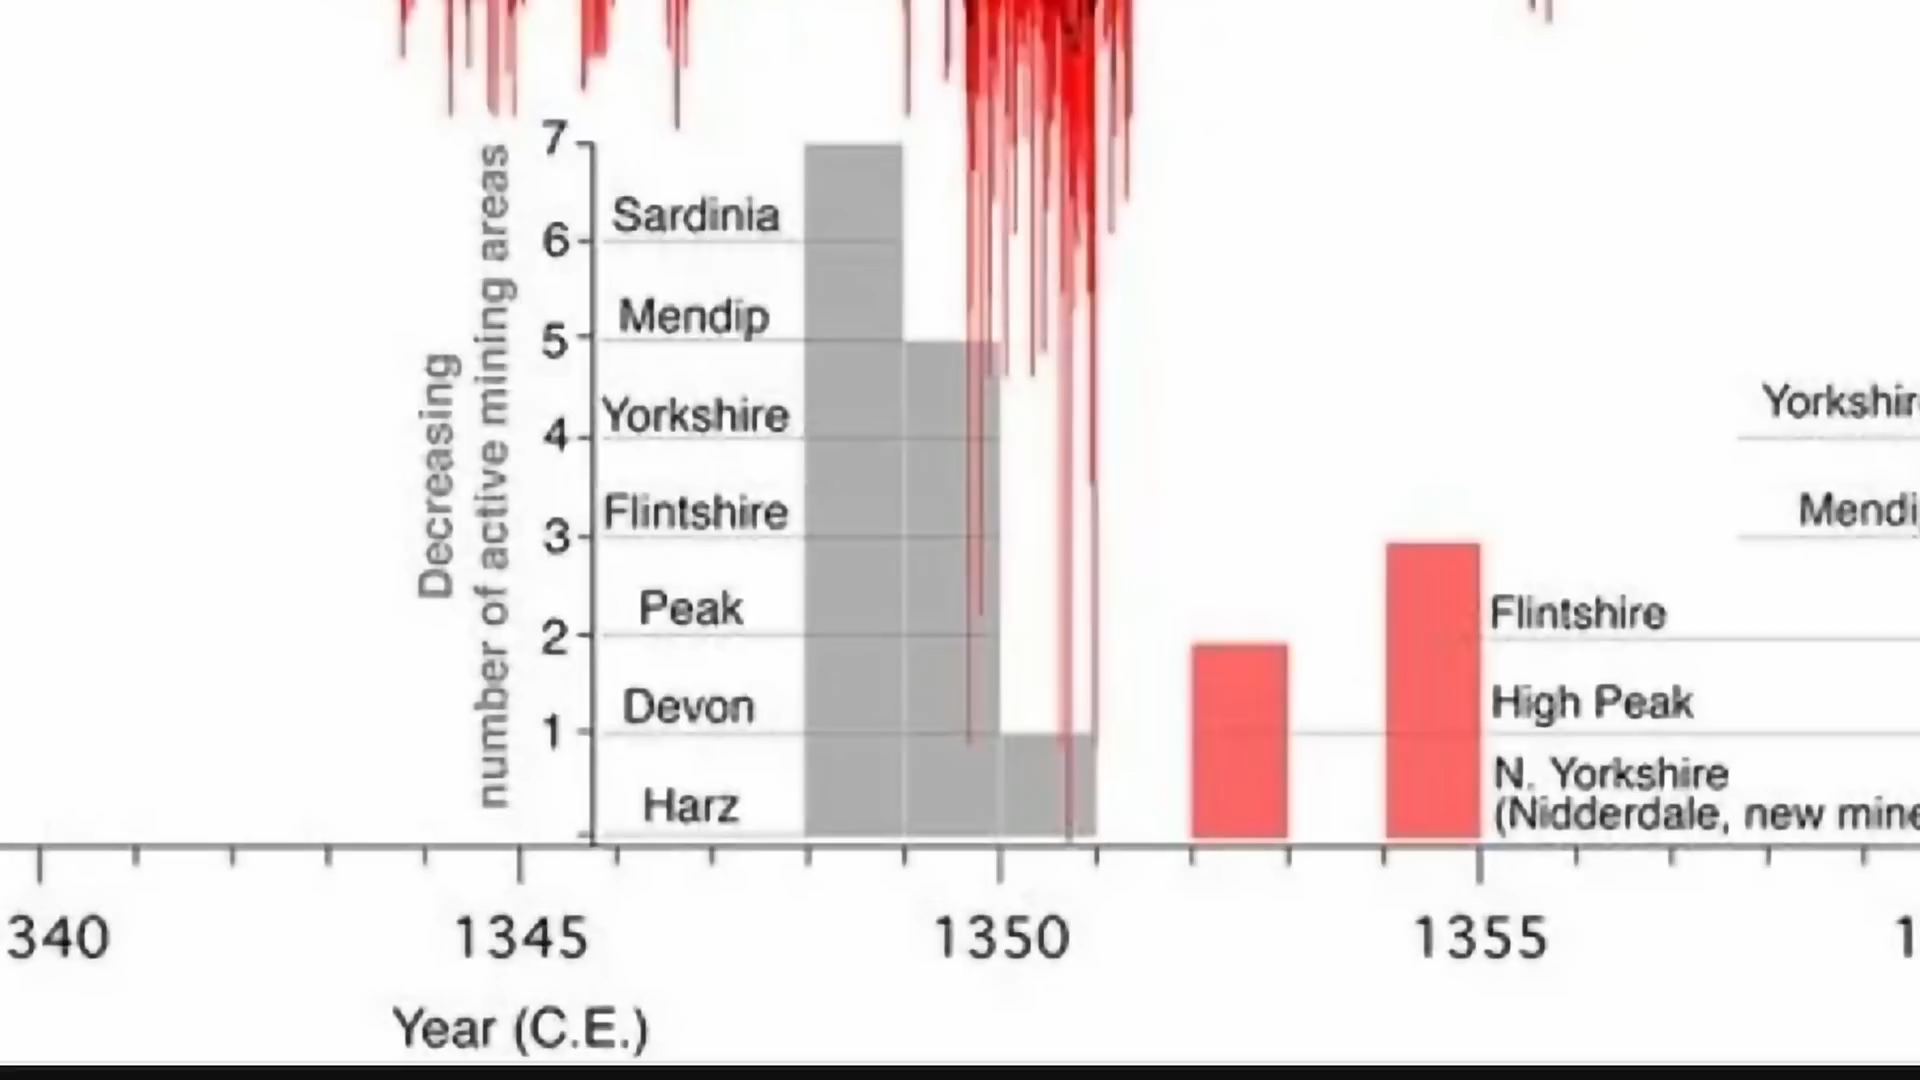 Decreasing
number of active mining areas
7
6
5
4
3
2
1
Sardinia
Mendip
Yorkshire
Flintshire
Peak
Devon
Harz
Yorkshir
Mendi
Flintshire
High Peak
N. Yorkshire
(Nidderdale, new mine
340 1345 1350 1355 1
Year (C.E.)